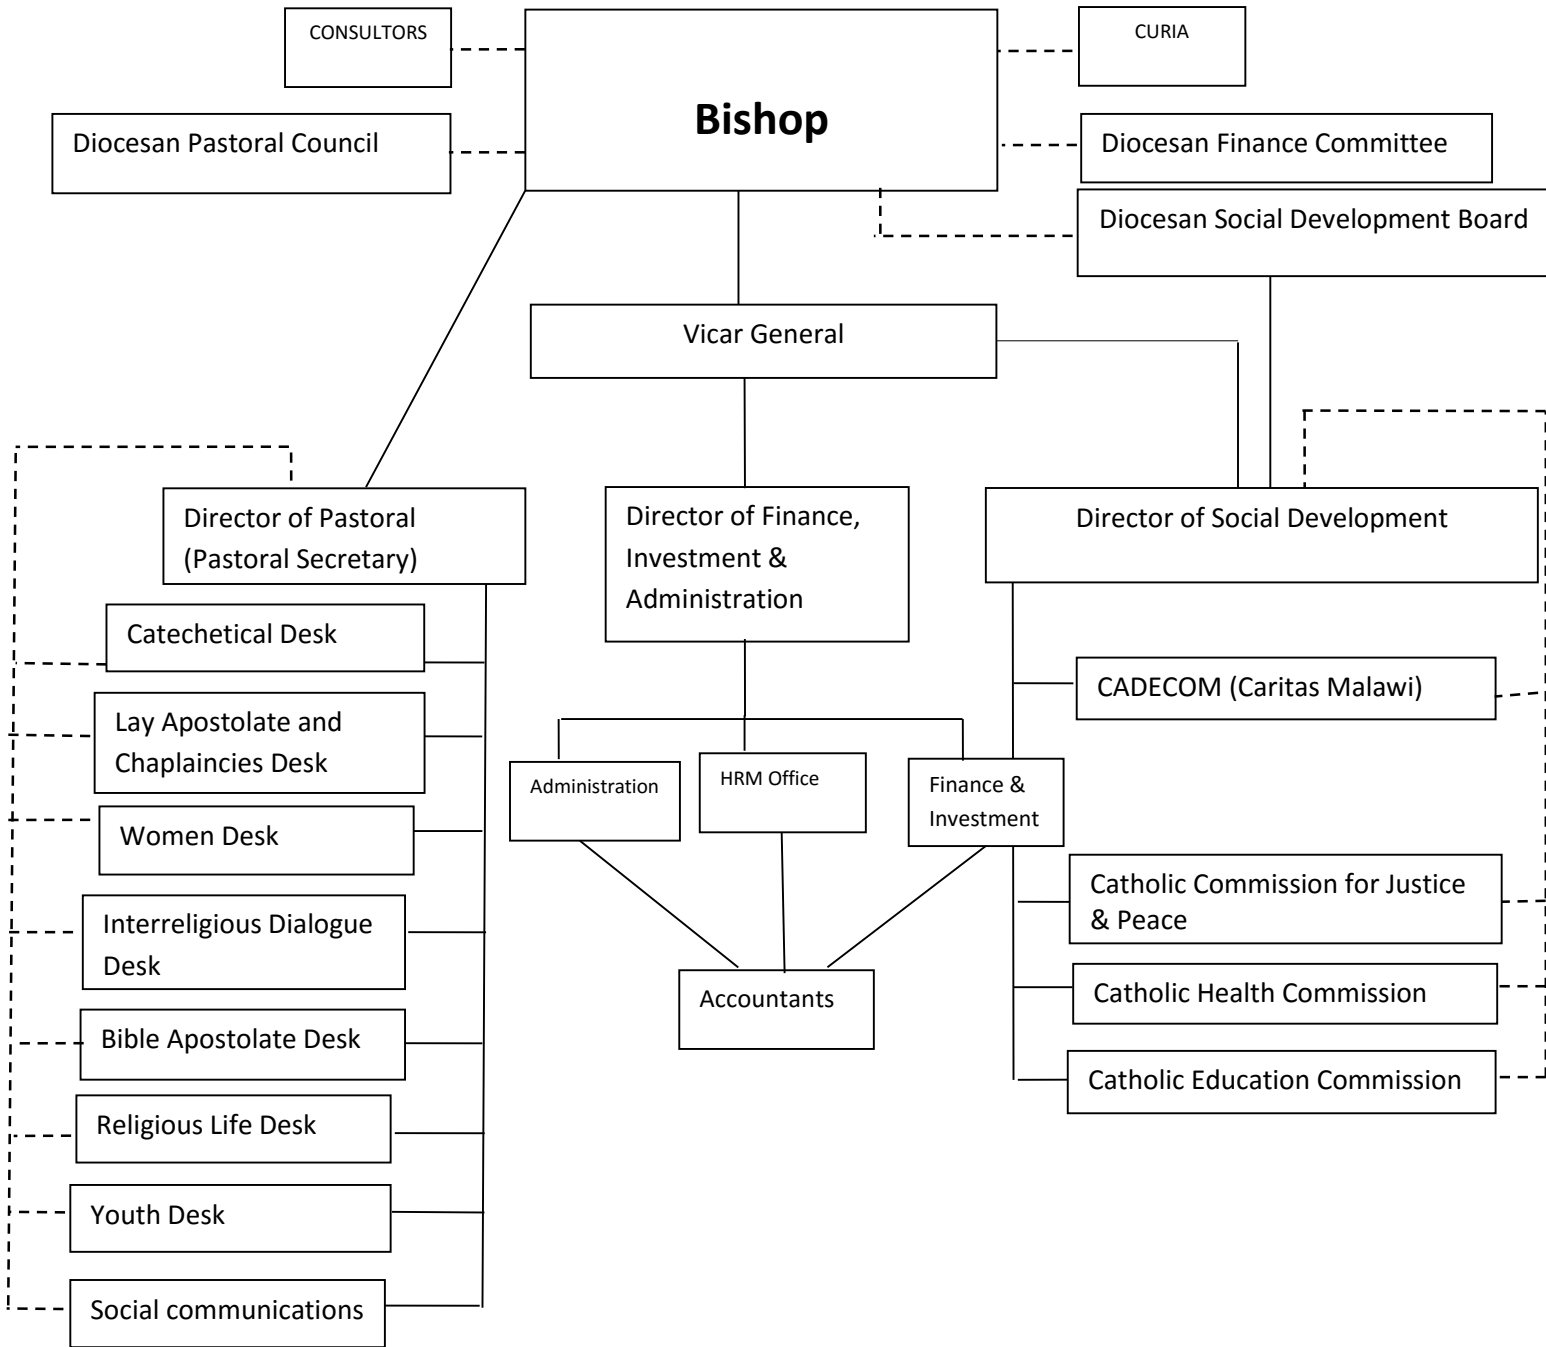 CONSULTORS
CURIA
Bishop
Diocesan Pastoral Council
Diocesan Finance Committee
Diocesan Social Development Board
Vicar General
Director of Pastoral
(Pastoral Secretary)
Director of Finance,
Investment &
Administration
Director of Social Development
Catechetical Desk
Lay Apostolate and
Chaplaincies Desk
Women Desk
Interreligious Dialogue
Desk
Bible Apostolate Desk
Religious Life Desk
Youth Desk
Social communications
Administration
HRM Office
Finance &
Investment
Accountants
CADECOM (Caritas Malawi)
Catholic Commission for Justice
& Peace
Catholic Health Commission
Catholic Education Commission